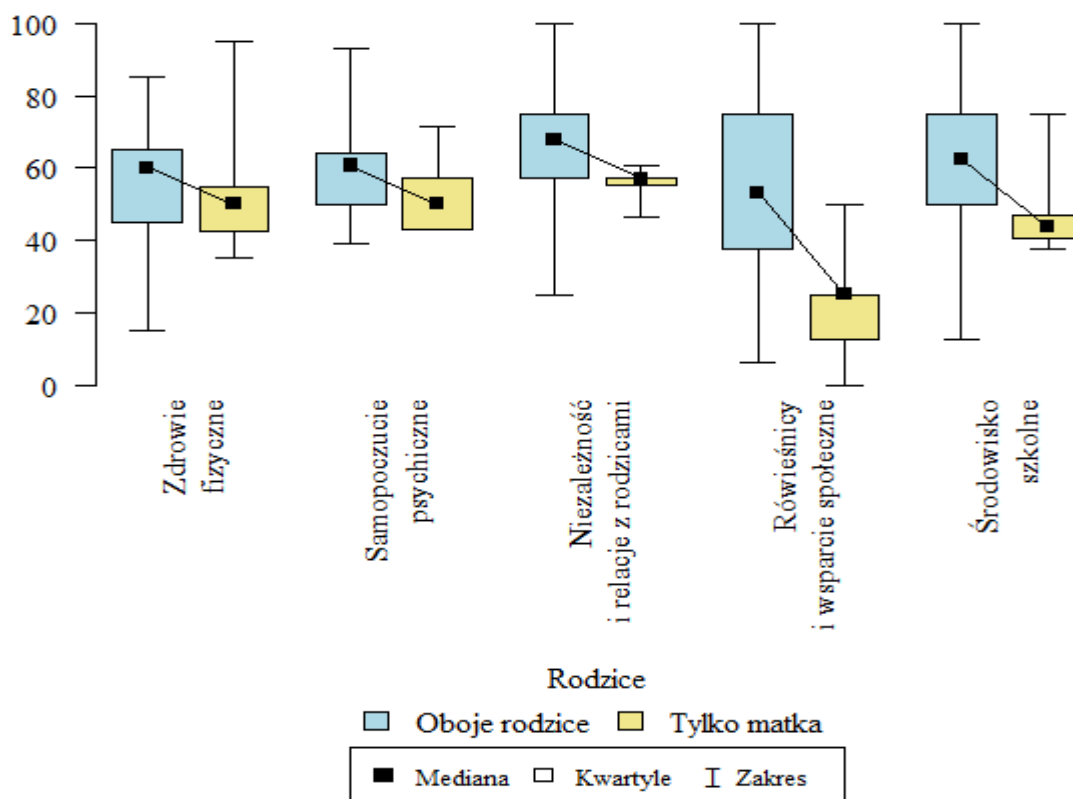 100
80
60
40
20
0
Zdrowie
fizyczne
Samopoczucie
psychiczne
Niezależność
i relacje z rodzicami
Rówieśnicy
i wsparcie społeczne
Środowisko
szkolne
Rodzice
Oboje rodzice Tylko matka
Mediana Kwartyle Zakres